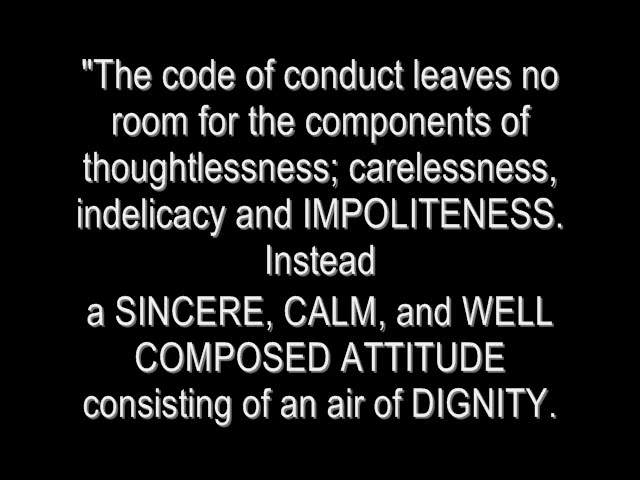 "The code of conduct leaves no
room for the components of
thoughtlessness; carelessness,
indelicacy and IMPOLITENESS.
Instead
a SINCERE, CALM, and WELL
COMPOSED ATTITUDE
consisting of an air of DIGNITY.